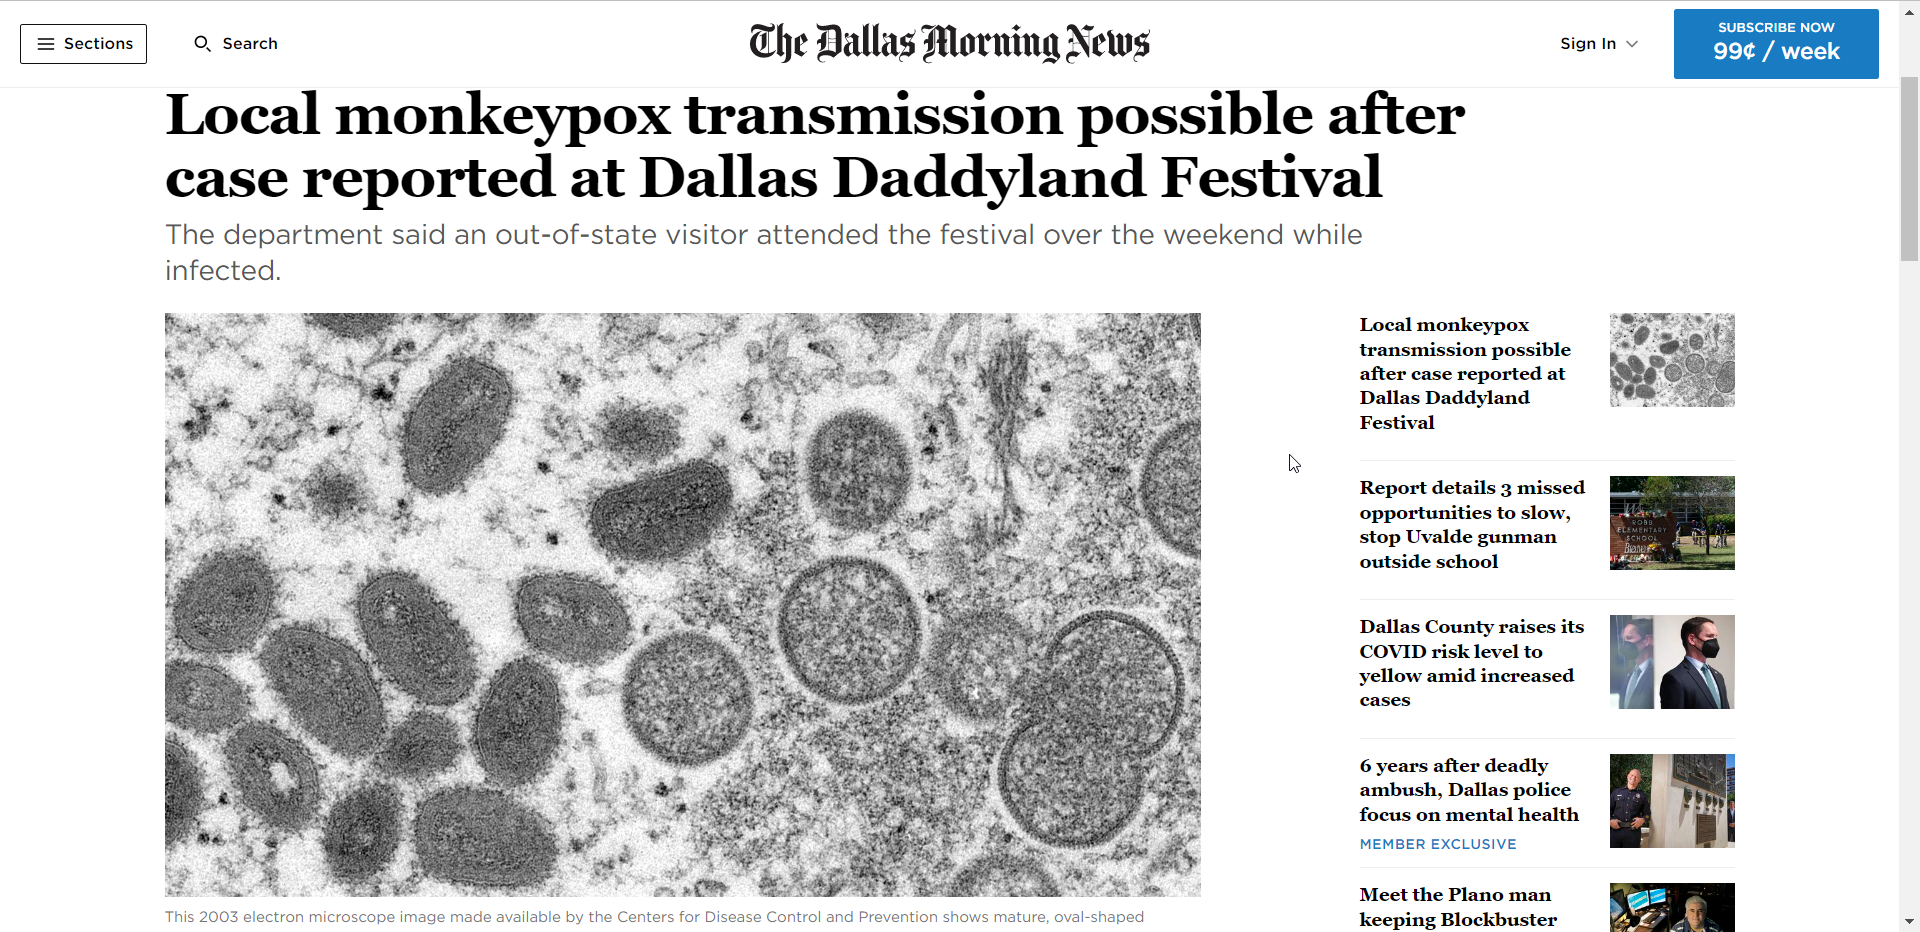 Sections
Search
The Dallas Morning News
Sign In
SUBSCRIBE NOW
99¢ / week
Local monkeypox transmission possible after
case reported at Dallas Daddyland Festival
The department said an out-of-state visitor attended the festival over the weekend while
infected.
This 2003 electron microscope image made available by the Centers for Disease Control and Prevention shows mature, oval-shaped
Local monkeypox
transmission possible
after case reported at
Dallas Daddyland
Festival
Report details 3 missed
opportunities to slow,
stop Uvalde gunman
outside school
ROBB
ELEMENTARY
SCHOOL
Dallas County raises its
COVID risk level to
yellow amid increased
cases
6 years after deadly
ambush, Dallas police
focus on mental health
MEMBER EXCLUSIVE
Meet the Plano man
keeping Blockbuster